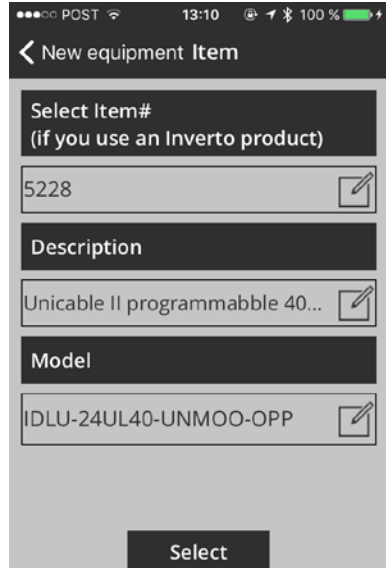 POST 13:10 100 %
New equipment Item
Select Item#
(if you use an Inverto product)
5228
Description
Unicable II programmabble 40...
Model
IDLU-24UL40-UNMOO-OPP
Select